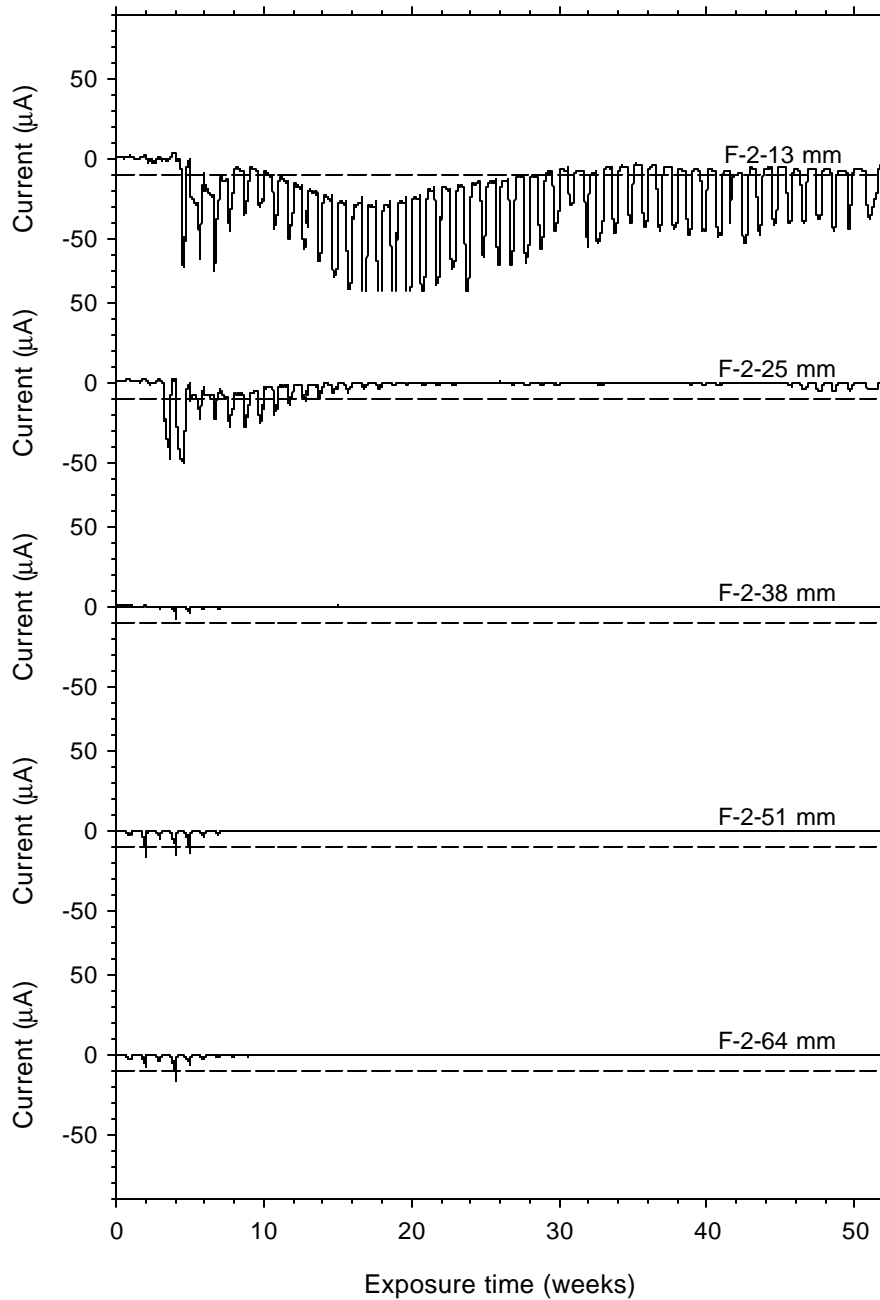 50
Current (µA)
0
F-2-13 mm
-50
50
Current (µA)
0
F-2-25 mm
-50
50
Current (µA)
0
F-2-38 mm
-50
50
Current (µA)
0
F-2-51 mm
-50
50
Current (µA)
0
F-2-64 mm
-50
0 10 20 30 40 50
Exposure time (weeks)